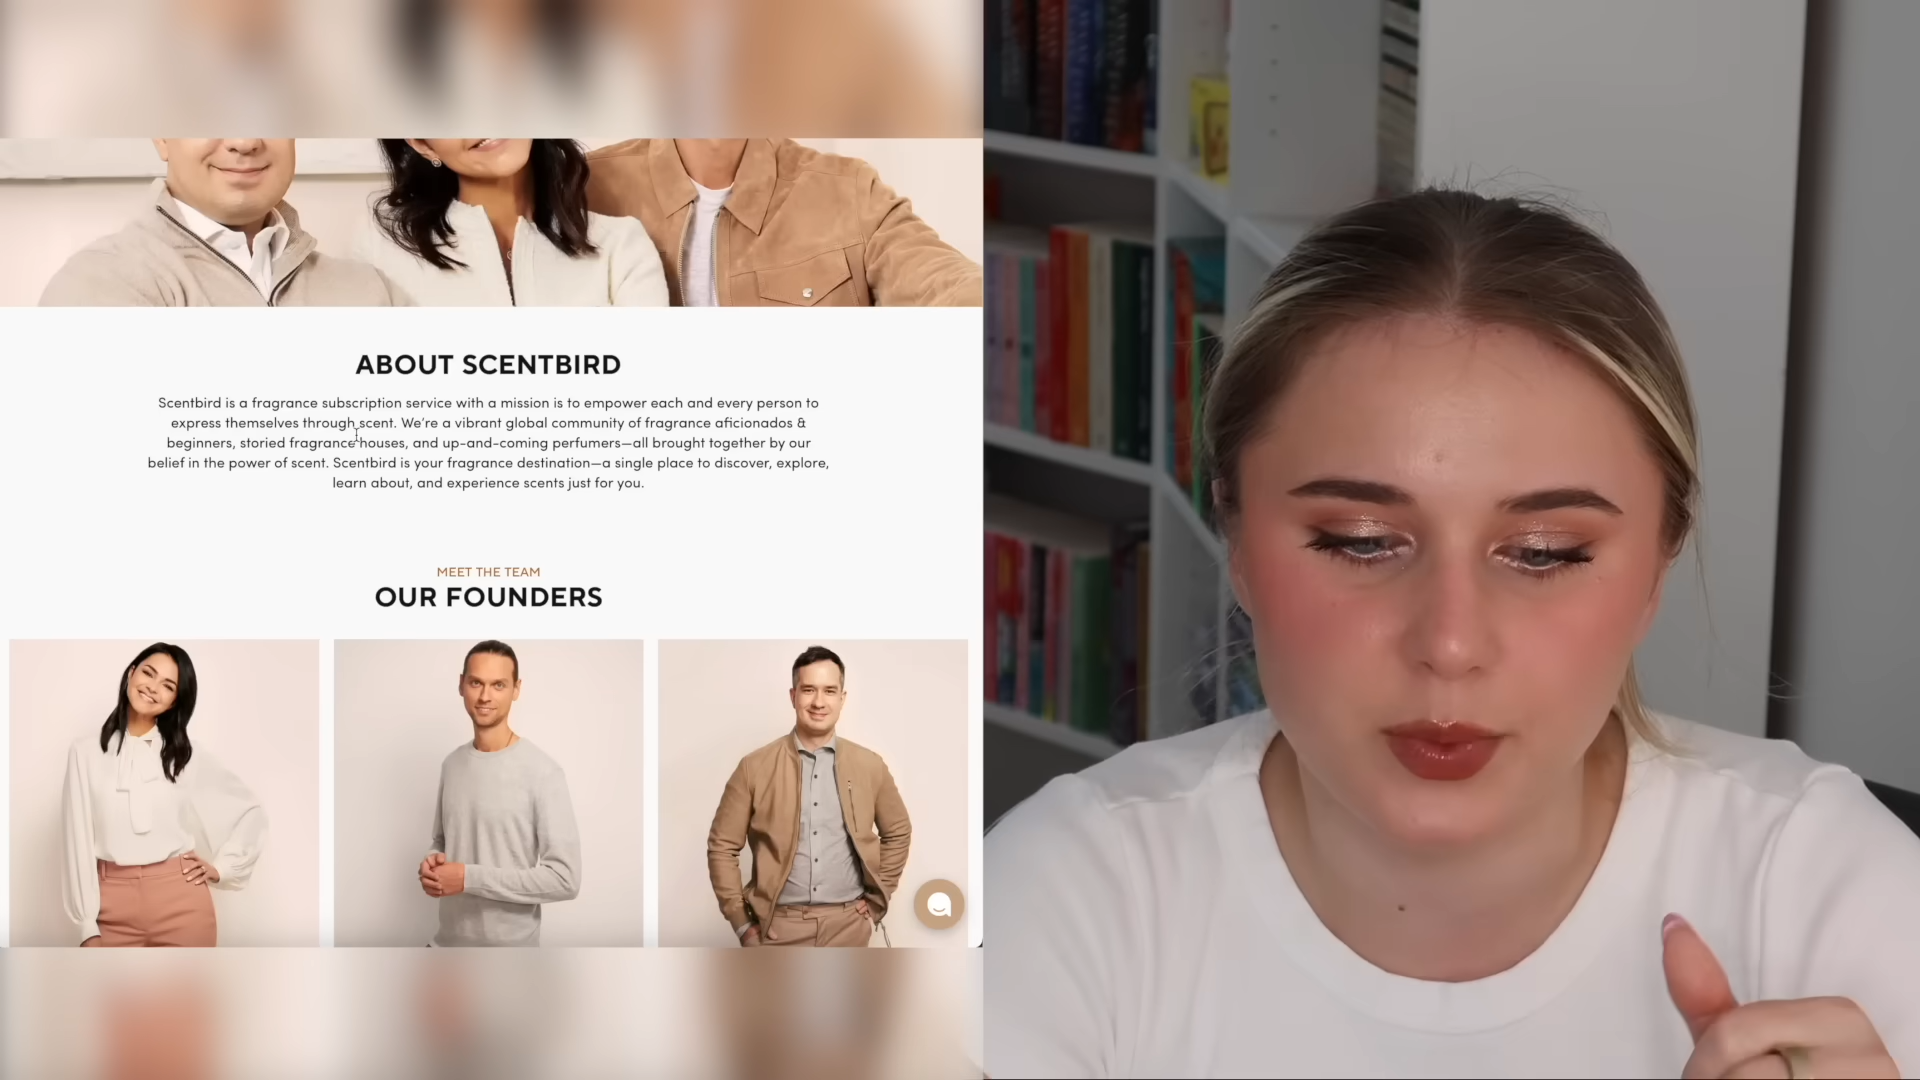 ABOUT SCENTBIRD
Scentbird is a fragrance subscription service with a mission is to empower each and every person to
express themselves through scent. We're a vibrant global community of fragrance aficionados &
beginners, storied fragrance houses, and up-and-coming perfumers—all brought together by our
belief in the power of scent. Scentbird is your fragrance destination—a single place to discover, explore,
learn about, and experience scents just for you.
MEET THE TEAM
OUR FOUNDERS